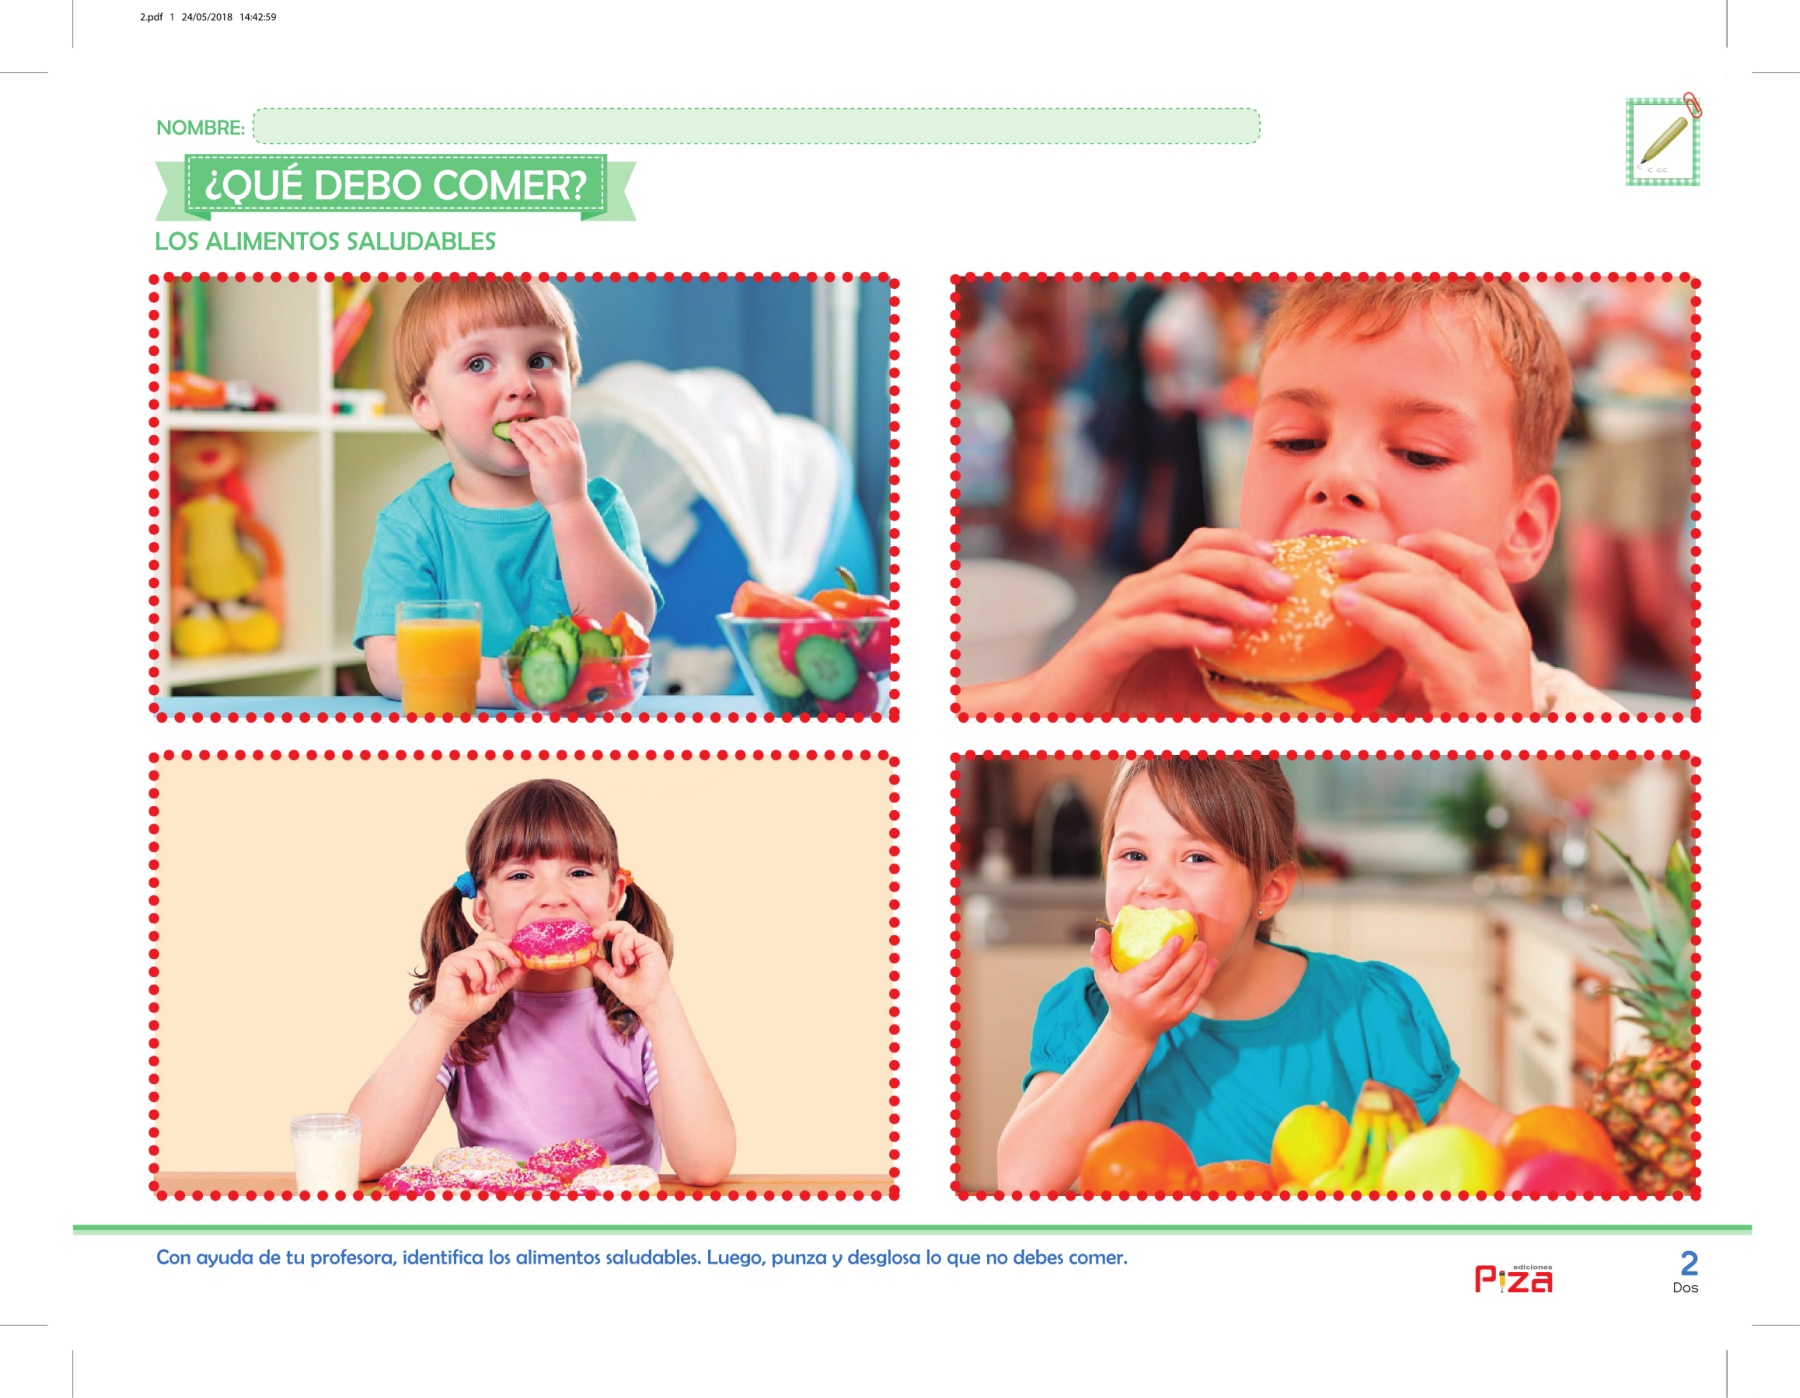 2.pdf 1 24/05/2018 14:42:59
NOMBRE:
¿QUÉ DEBO COMER?
LOS ALIMENTOS SALUDABLES
Con ayuda de tu profesora, identifica los alimentos saludables. Luego, punza y desglosa lo que no debes comer.
ediciones
Piza
2
Dos